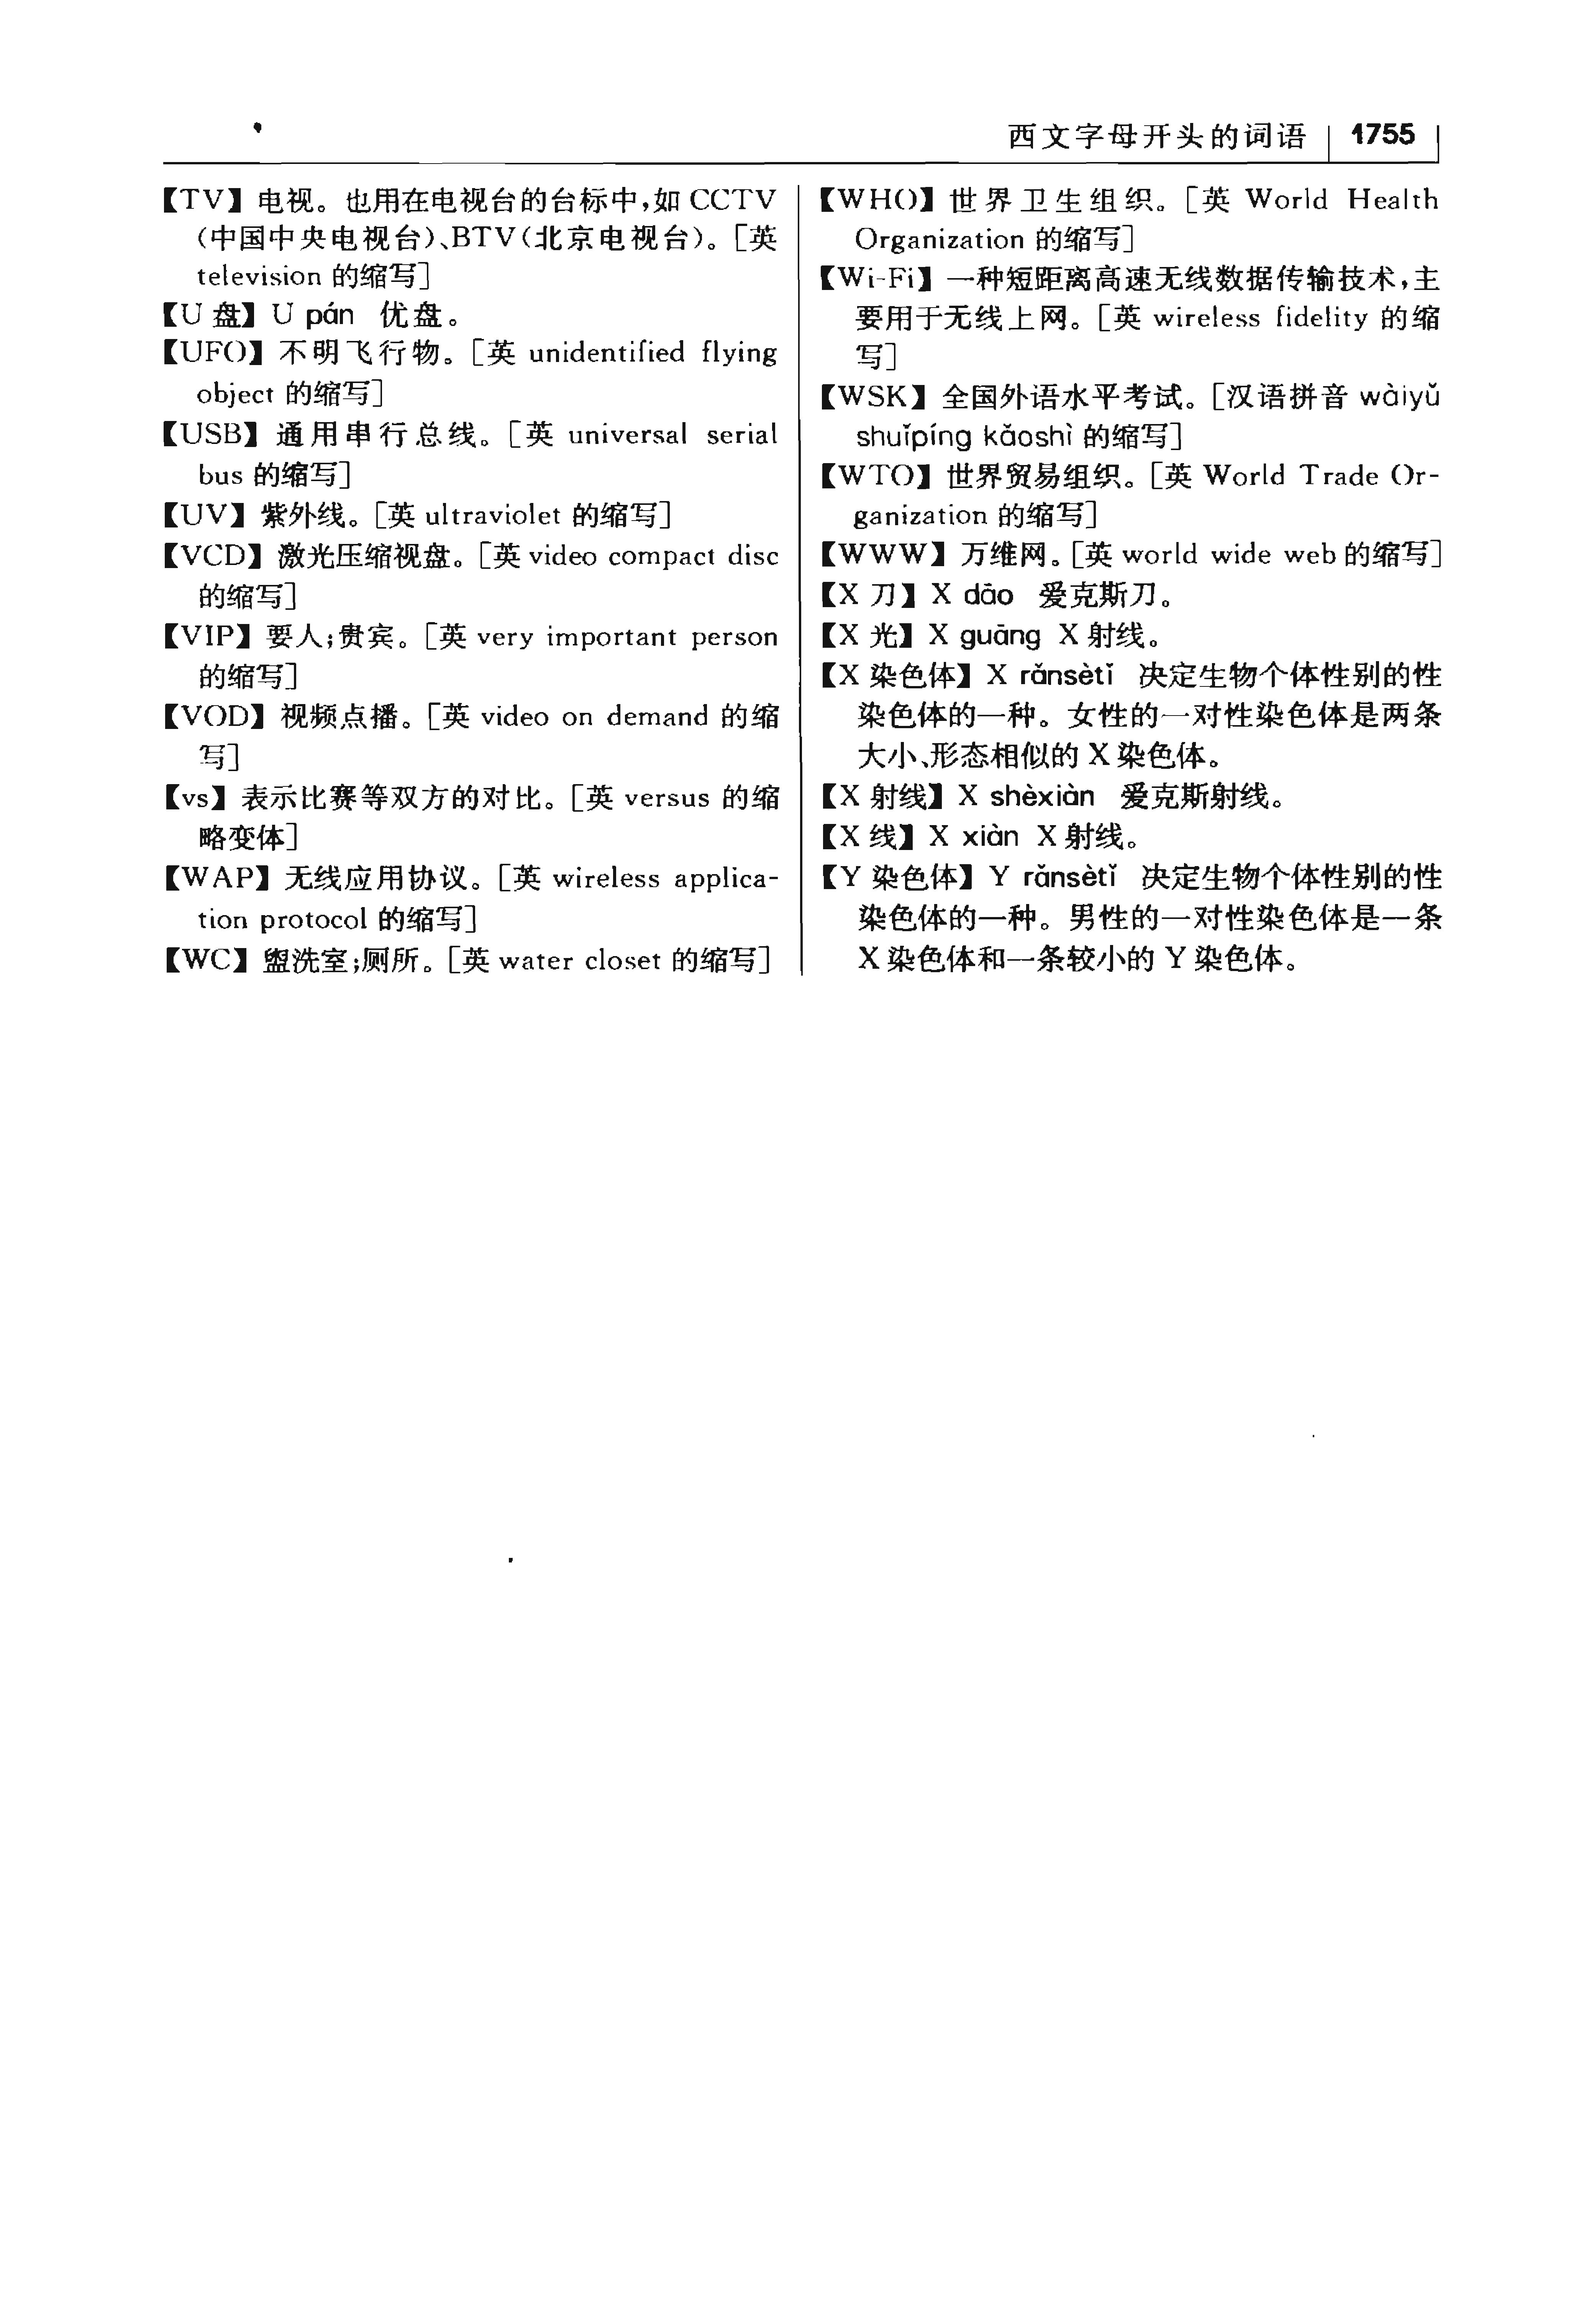 西文字母开头的词语 1755
【TV】电视。也用在电视台的台标中,如 CCTV
(中国中央电视台)、BTV(北京电视台)。[英
television 的缩写]
【U 盘】U pán 优盘。
【UFO】不明飞行物。[英 unidentified flying
object 的缩写]
【USB】通用串行总线。[英 universal serial
bus 的缩写]
【UV】紫外线。[英 ultraviolet 的缩写]
【VCD】激光压缩视盘。[英 video compact disc
的缩写]
【VIP】要人;贵宾。[英 very important person
的缩写]
【VOD】视频点播。[英 video on demand 的缩
写]
【vs】表示比赛等双方的对比。[英 versus 的缩
略变体]
【WAP】无线应用协议。[英 wireless applica-
tion protocol 的缩写]
【WC】盥洗室;厕所。[英 water closet 的缩写]
【WHO】世界卫生组织。[英 World Health
Organization 的缩写]
【Wi-Fi】一种短距离高速无线数据传输技术,主
要用于无线上网。[英 wireless fidelity 的缩
写]
【WSK】全国外语水平考试。[汉语拼音 wàiyǔ
shuǐpíng kǎoshì 的缩写]
【WTO】世界贸易组织。[英 World Trade Or-
ganization 的缩写]
【WWW】万维网。[英 world wide web 的缩写]
【X 刀】X dāo 爱克斯刀。
【X 光】X guāng X 射线。
【X 染色体】X rǎnsètǐ 决定生物个体性别的性
染色体的一种。女性的一对性染色体是两条
大小、形态相似的 X 染色体。
【X 射线】X shèxiàn 爱克斯射线。
【X 线】X xiàn X 射线。
【Y 染色体】Y rǎnsètǐ 决定生物个体性别的性
染色体的一种。男性的一对性染色体是一条
X 染色体和一条较小的 Y 染色体。